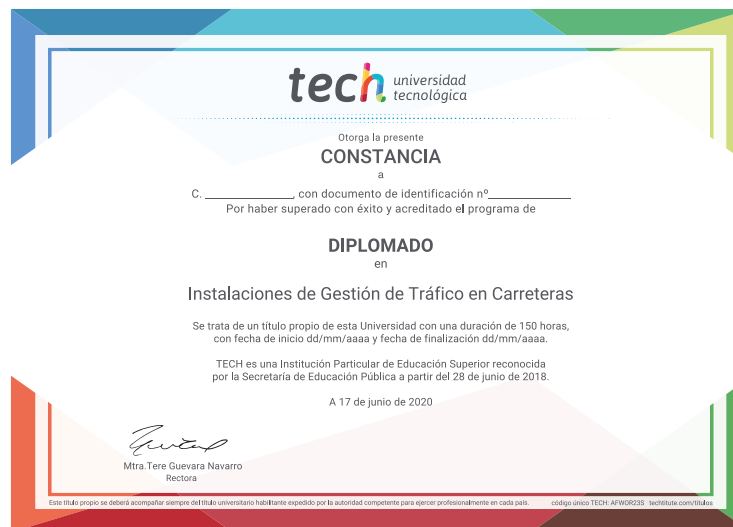 tech universidad
tecnológica
Otorga la presente
CONSTANCIA
a
C. ______________, con documento de identificación nº______________
Por haber superado con éxito y acreditado el programa de
DIPLOMADO
en
Instalaciones de Gestión de Tráfico en Carreteras
Se trata de un título propio de esta Universidad con una duración de 150 horas,
con fecha de inicio dd/mm/aaaa y fecha de finalización dd/mm/aaaa.
TECH es una Institución Particular de Educación Superior reconocida
por la Secretaría de Educación Pública a partir del 28 de junio de 2018.
A 17 de junio de 2020
Mtra.Tere Guevara Navarro
Rectora
Este título propio se deberá acompañar siempre del título universitario habilitante expedido por la autoridad competente para ejercer profesionalmente en cada país. código único TECH: AFWOR23S techtitute.com/títulos